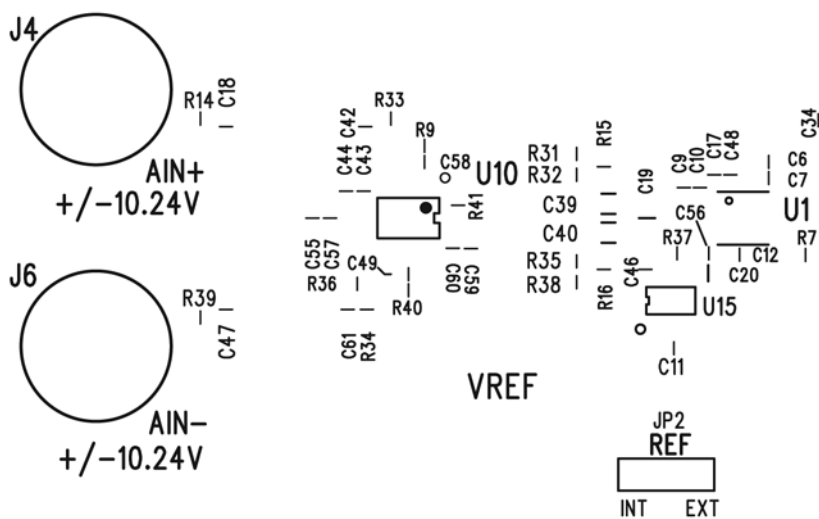 J4
R14
C18
AIN+
+/-10.24V
J6
R39
C47
AIN-
+/-10.24V
C42
R33
R9
C44
C43
C58
U10
R41
C55
C57
C49
R36
R40
C60
C59
C61
R34
R31
R32
R15
C39
C19
C40
R35
R38
R16
C46
C9
C10
C17
C48
C34
C6
C7
U1
C56
R37
C12
C20
R7
U15
C11
VREF
JP2
REF
INT EXT